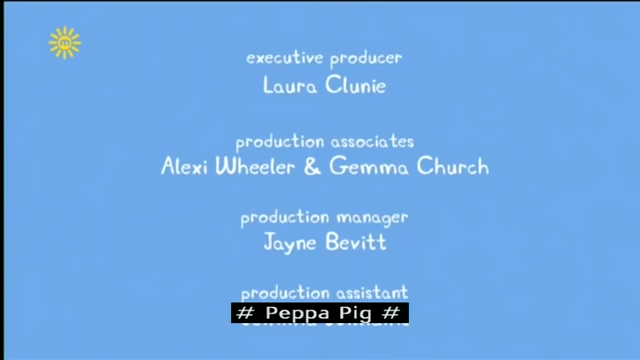 m
executive producer
Laura Clunie
production associates
Alexi Wheeler & Gemma Church
production manager
Jayne Bevitt
production assistant
# Peppa Pig #